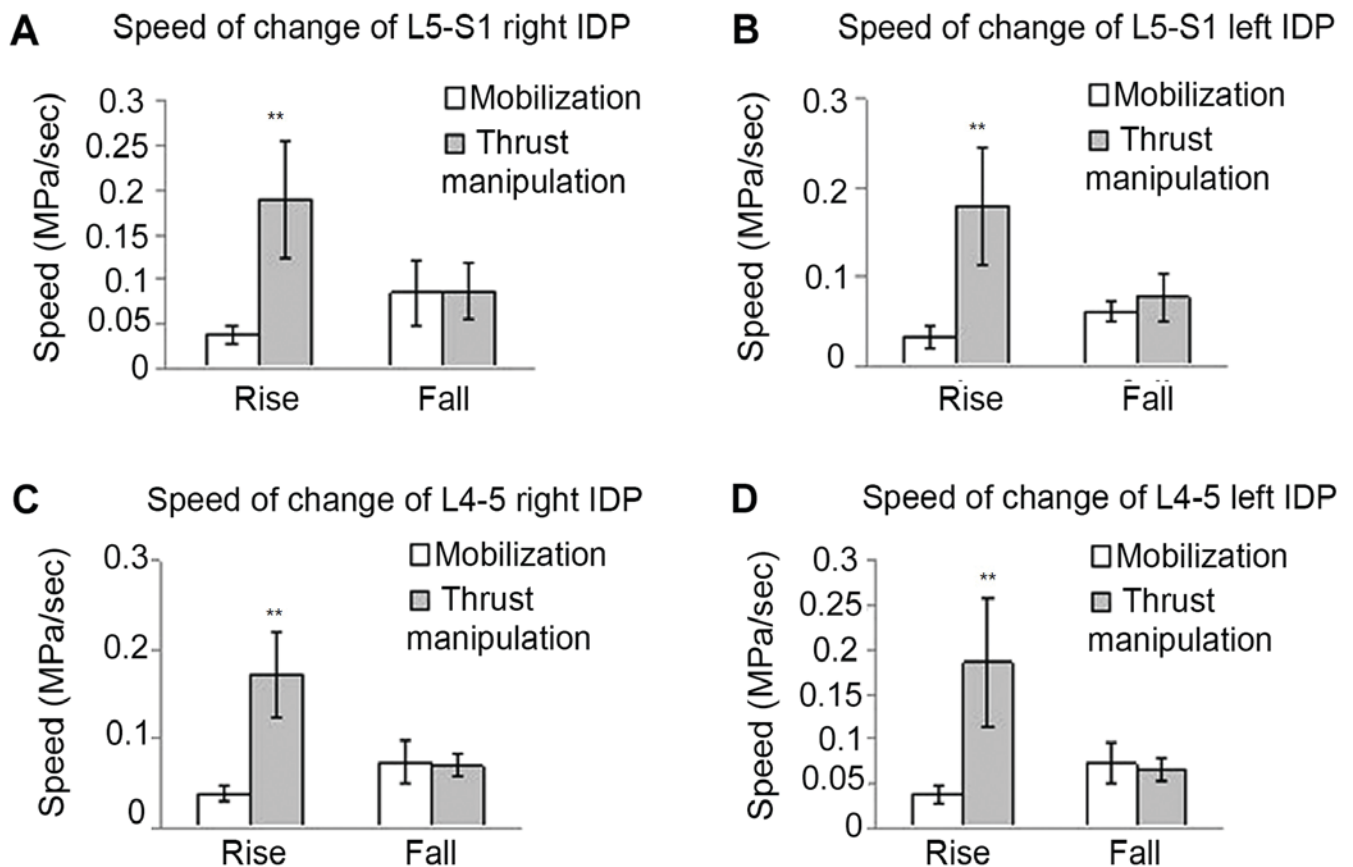 A Speed of change of L5-S1 right IDP
Speed (MPa/sec)
0.3
0.25
0.2
0.15
0.1
0.05
0
**
Mobilization
Thrust
manipulation
Rise Fall
B Speed of change of L5-S1 left IDP
Speed (MPa/sec)
0.3
0.2
0.1
0
**
Mobilization
Thrust
manipulation
Rise Fall
C Speed of change of L4-5 right IDP
Speed (MPa/sec)
0.3
0.2
0.1
0
**
Mobilization
Thrust
manipulation
Rise Fall
D Speed of change of L4-5 left IDP
Speed (MPa/sec)
0.3
0.25
0.2
0.15
0.1
0.05
0
**
Mobilization
Thrust
manipulation
Rise Fall